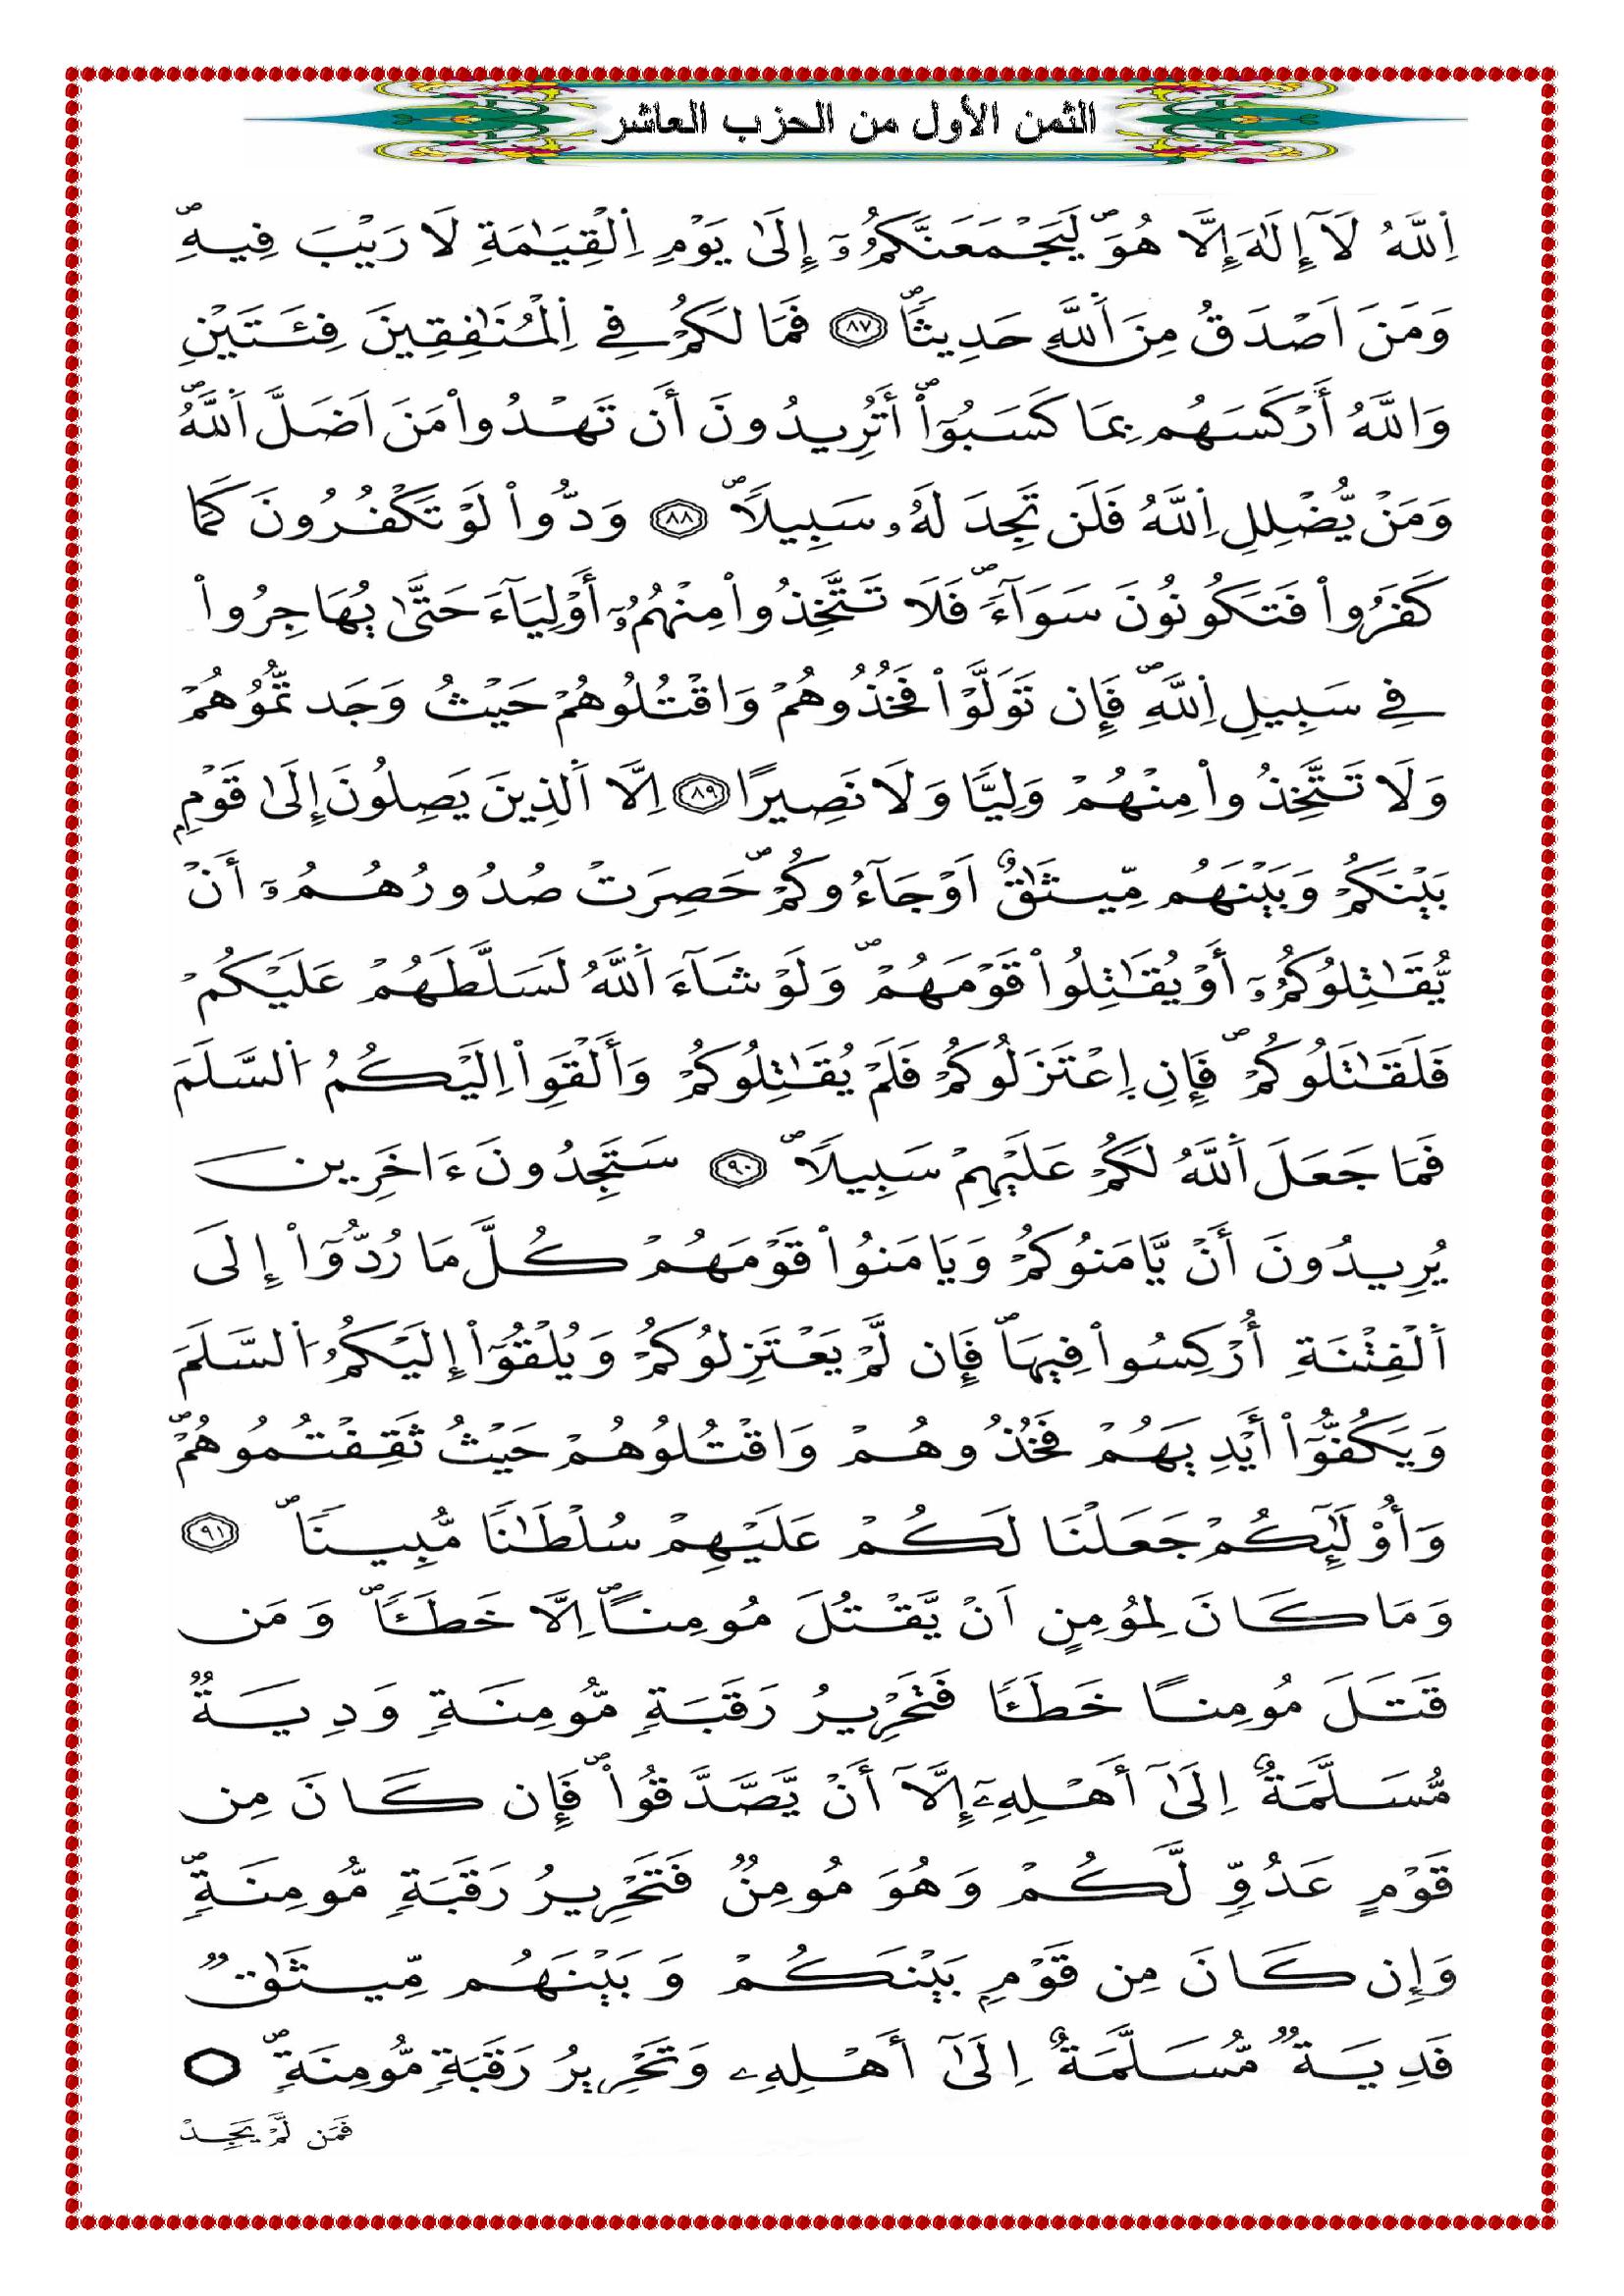 الثمن الأول من الحزب العاشر
اِ۬للَّهُ لَآ إِلَٰهَ إِلَّا هُوَۖ لَيَجْمَعَنَّكُمُۥٓ إِلَىٰ يَوْمِ اِ۬لْقِيَٰمَةِ لَا رَيْبَ فِيهِۖ
وَمَنَ اَصْدَقُ مِنَ اَ۬للَّهِ حَدِيثاٗۖ ٨٧ فَمَا لَكُمْ فِے اِ۬لْمُنَٰفِقِينَ فِئَتَيْنِ
وَاللَّهُ أَرْكَسَهُم بِمَا كَسَبُوٓاْۖ أَتُرِيدُونَ أَن تَهْدُواْ مَنَ اَضَلَّ اَ۬للَّهُۖ
وَمَنْ يُّضْلِلِ اِ۬للَّهُ فَلَن تَجِدَ لَهُۥ سَبِيلاٗۖ ٨٨ وَدُّواْ لَوْ تَكْفُرُونَ كَمَا
كَفَرُواْ فَتَكُونُونَ سَوَآءٗۖ فَلَا تَتَّخِذُواْ مِنْهُمُۥٓ أَوْلِيَآءَ حَتَّىٰ يُهَاجِرُواْ
فِے سَبِيلِ اِ۬للَّهِۖ فَإِن تَوَلَّوْاْ فَخُذُوهُمْ وَاقْتُلُوهُمْ حَيْثُ وَجَدتُّمُوهُمْ
وَلَا تَتَّخِذُواْ مِنْهُمْ وَلِيّاٗ وَلَا نَصِيراً ٨٩ اِلَّا اَ۬لذِينَ يَصِلُونَ إِلَىٰ قَوْمِۢ
بَيْنَكُمْ وَبَيْنَهُم مِّيثَٰقٌ اَوْ جَآءُوكُمْۖ حَصِرَتْ صُدُورُهُمُۥٓ أَنْ
يُّقَٰتِلُوكُمُۥٓ أَوْ يُقَٰتِلُواْ قَوْمَهُمْۖ وَلَوْ شَآءَ اَ۬للَّهُ لَسَلَّطَهُمْ عَلَيْكُمْ
فَلَقَٰتَلُوكُمْۖ فَإِنِ اِ۪عْتَزَلُوكُمْ فَلَمْ يُقَٰتِلُوكُمْ وَأَلْقَوِاْ اِلَيْكُمُ اُ۬لسَّلَمَ
فَمَا جَعَلَ اَ۬للَّهُ لَكُمْ عَلَيْهِمْ سَبِيلاٗۖ ٩٠ سَتَجِدُونَ ءَاخَرِينَ
يُرِيدُونَ أَنْ يَّامَنُوكُمْ وَيَامَنُواْ قَوْمَهُمْ كُلَّ مَا رُدُّوٓاْ إِلَى
اَ۬لْفِتْنَةِ أُرْكِسُواْ فِيهَاۖ فَإِن لَّمْ يَعْتَزِلُوكُمْ وَيُلْقُوٓاْ إِلَيْكُمُ اُ۬لسَّلَمَ
وَيَكُفُّوٓاْ أَيْدِيَهُمْ فَخُذُوهُمْ وَاقْتُلُوهُمْ حَيْثُ ثَقِفْتُمُوهُمْۖ
وَأُوْلَٰٓئِكُمْ جَعَلْنَا لَكُمْ عَلَيْهِمْ سُلْطَٰناٗ مُّبِيناٗۖ ٩١
وَمَا كَانَ لِمُومِنٍ اَنْ يَّقْتُلَ مُومِناًۖ اِلَّا خَطَـٔاٗۖ وَمَن
قَتَلَ مُومِناً خَطَـٔاٗ فَتَحْرِيرُ رَقَبَةٖ مُّومِنَةٖ وَدِيَةٞ
مُّسَلَّمَةٌ اِلَىٰٓ أَهْلِهِۦٓ إِلَّآ أَنْ يَّصَّدَّقُواْۖ فَإِن كَانَ مِن
قَوْمٍ عَدُوّٖ لَّكُمْ وَهُوَ مُومِنٞ فَتَحْرِيرُ رَقَبَةٖ مُّومِنَةٖۖ
وَإِن كَانَ مِن قَوْمِۢ بَيْنَكُمْ وَبَيْنَهُم مِّيثَٰقٞ
فَدِيَةٞ مُّسَلَّمَةٌ اِلَىٰٓ أَهْلِهِۦ وَتَحْرِيرُ رَقَبَةٖ مُّومِنَةٖۖ
فَمَن لَّمْ يَجِدْ